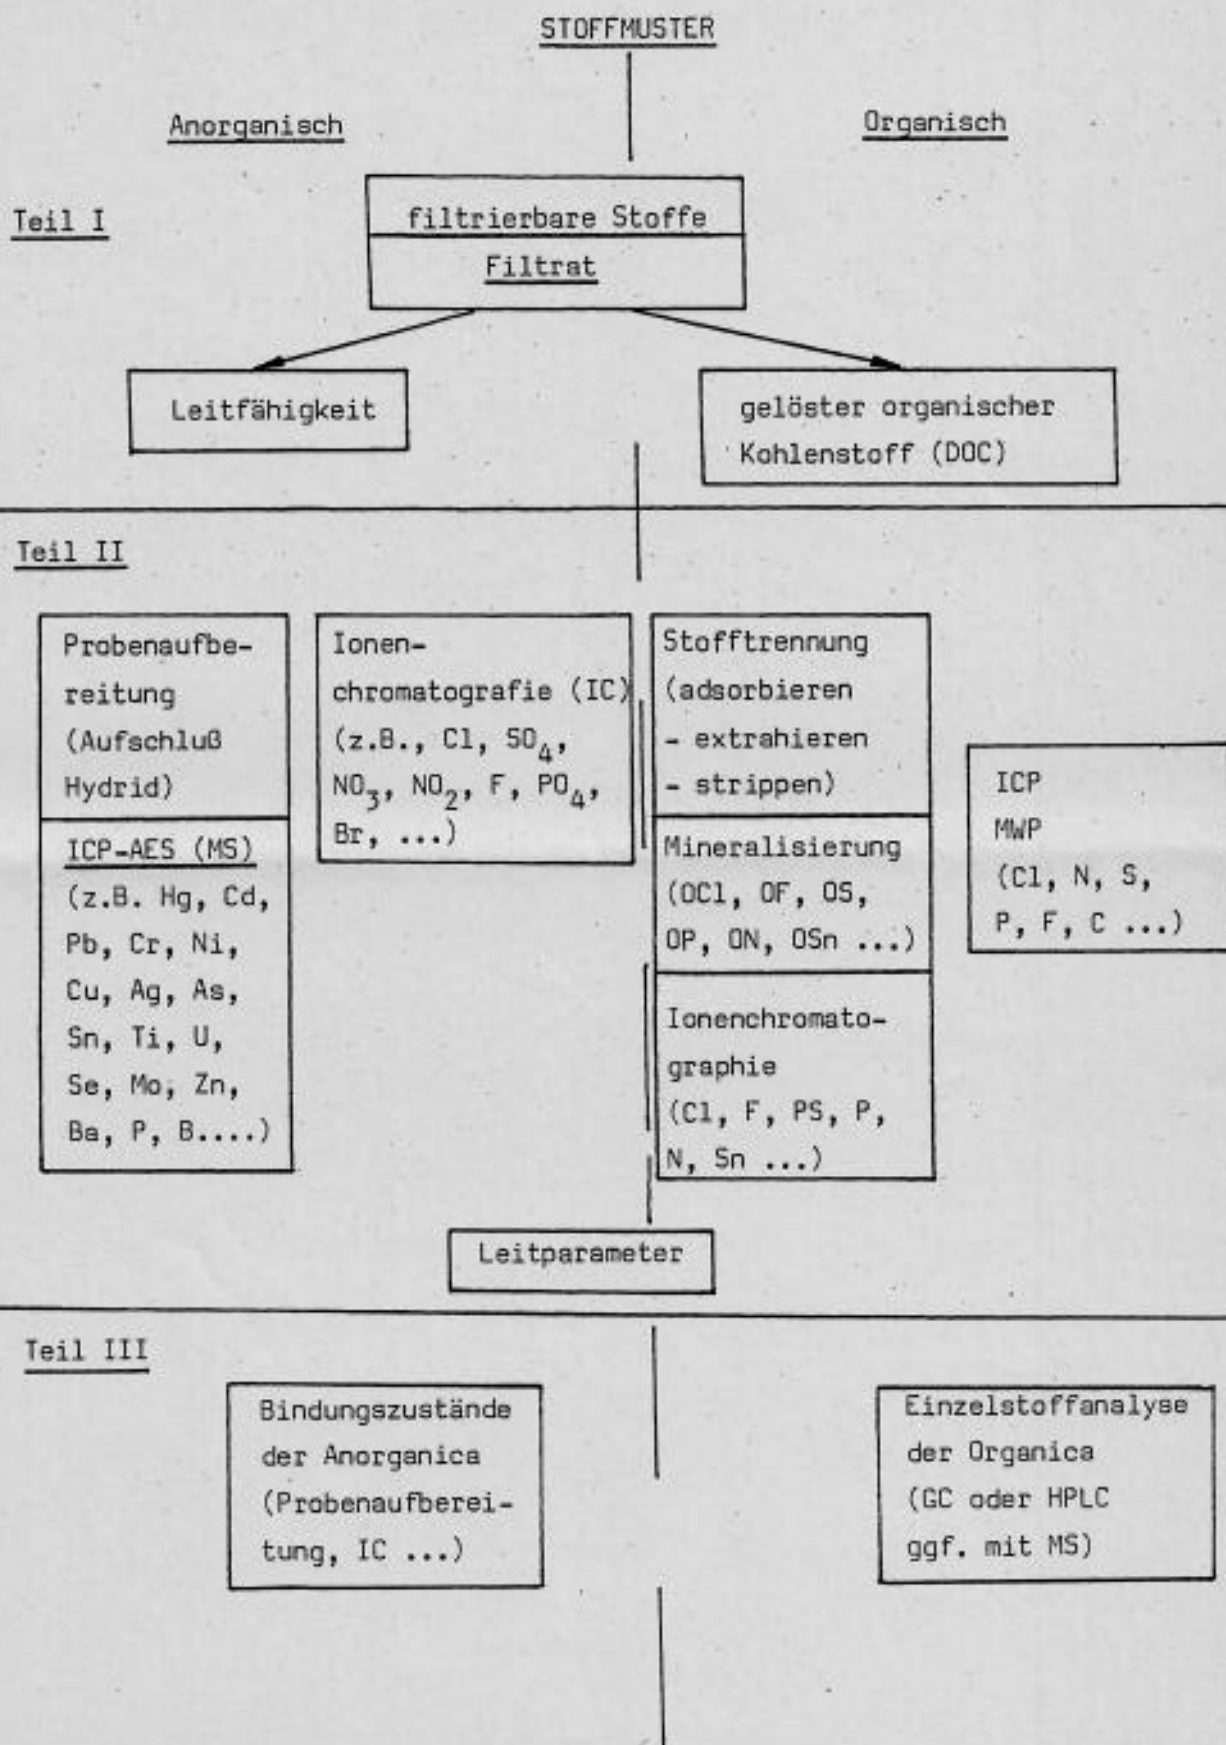 STOFFMUSTER
Anorganisch
Organisch
Teil I
filtrierbare Stoffe
Filtrat
Leitfähigkeit
gelöster organischer
Kohlenstoff (DOC)
Teil II
Probenaufbe-
reitung
(Aufschluß
Hydrid)
ICP-AES (MS)
(z.B. Hg, Cd,
Pb, Cr, Ni,
Cu, Ag, As,
Sn, Ti, U,
Se, Mo, Zn,
Ba, P, B....)
Ionen-
chromatografie (IC)
(z.B., Cl, SO₄,
NO₃, NO₂, F, PO₄,
Br, ...)
Stofftrennung
(adsorbieren
- extrahieren
- strippen)
Mineralisierung
(OCl, OF, OS,
OP, ON, OSn ...)
Ionenchromato-
graphie
(Cl, F, PS, P,
N, Sn ...)
ICP
MWP
(Cl, N, S,
P, F, C ...)
Leitparameter
Teil III
Bindungszustände
der Anorganica
(Probenaufberei-
tung, IC ...)
Einzelstoffanalyse
der Organica
(GC oder HPLC
ggf. mit MS)